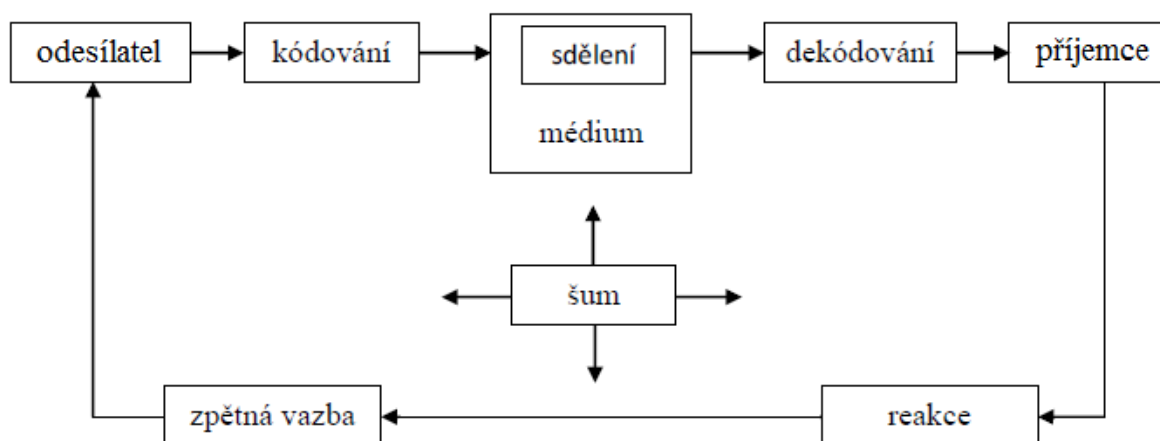 odesílatel
kódování
sdělení
médium
dekódování
příjemce
šum
zpětná vazba
reakce